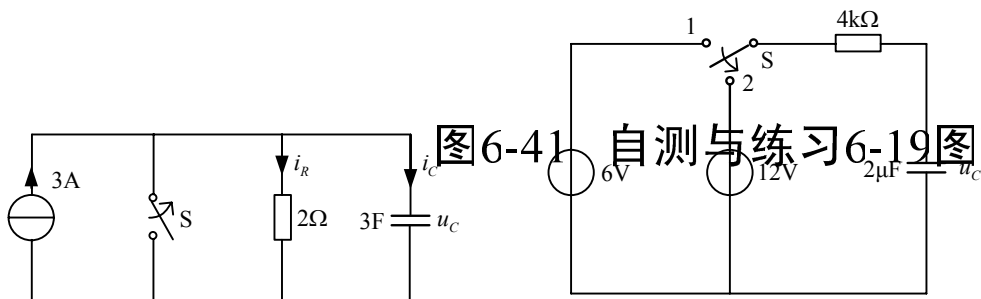 4kΩ
1
S
2
图6-41 自测与练习6-19图
3A
S
i_R
2Ω
i_C
3F
u_C
6V
12V
2μF
u_C